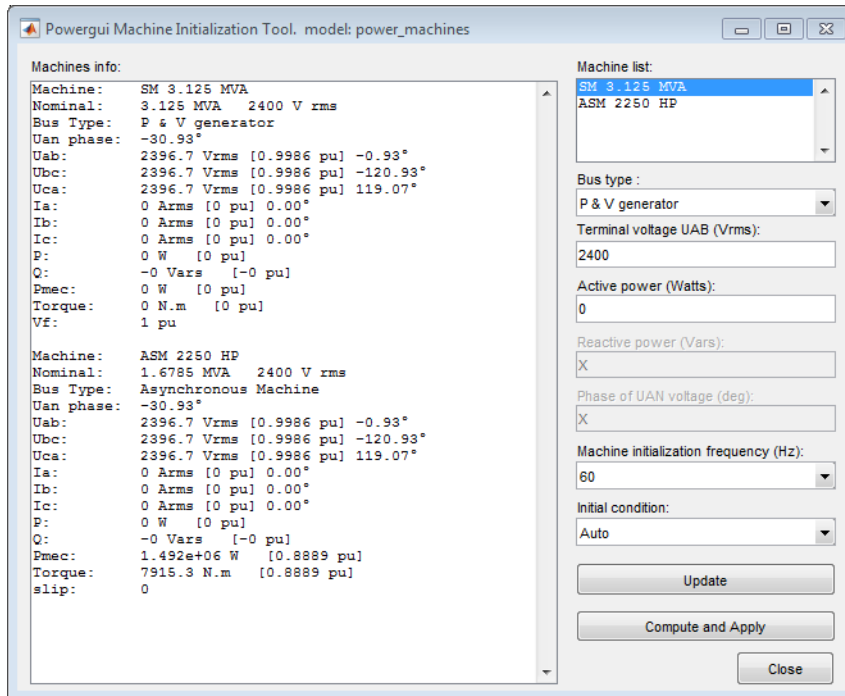 Powergui Machine Initialization Tool. model: power_machines
Machines info:
Machine: SM 3.125 MVA
Nominal: 3.125 MVA 2400 V rms
Bus Type: P & V generator
Uan phase: -30.93°
Uab: 2396.7 Vrms [0.9986 pu] -0.93°
Ubc: 2396.7 Vrms [0.9986 pu] -120.93°
Uca: 2396.7 Vrms [0.9986 pu] 119.07°
Ia: 0 Arms [0 pu] 0.00°
Ib: 0 Arms [0 pu] 0.00°
Ic: 0 Arms [0 pu] 0.00°
P: 0 W [0 pu]
Q: -0 Vars [-0 pu]
Pmec: 0 W [0 pu]
Torque: 0 N.m [0 pu]
Vf: 1 pu
Machine: ASM 2250 HP
Nominal: 1.6785 MVA 2400 V rms
Bus Type: Asynchronous Machine
Uan phase: -30.93°
Uab: 2396.7 Vrms [0.9986 pu] -0.93°
Ubc: 2396.7 Vrms [0.9986 pu] -120.93°
Uca: 2396.7 Vrms [0.9986 pu] 119.07°
Ia: 0 Arms [0 pu] 0.00°
Ib: 0 Arms [0 pu] 0.00°
Ic: 0 Arms [0 pu] 0.00°
P: 0 W [0 pu]
Q: -0 Vars [-0 pu]
Pmec: 1.492e+06 W [0.8889 pu]
Torque: 7915.3 N.m [0.8889 pu]
slip: 0
Machine list:
SM 3.125 MVA
ASM 2250 HP
Bus type :
P & V generator
Terminal voltage UAB (Vrms):
2400
Active power (Watts):
0
Reactive power (Vars):
X
Phase of UAN voltage (deg):
X
Machine initialization frequency (Hz):
60
Initial condition:
Auto
Update
Compute and Apply
Close